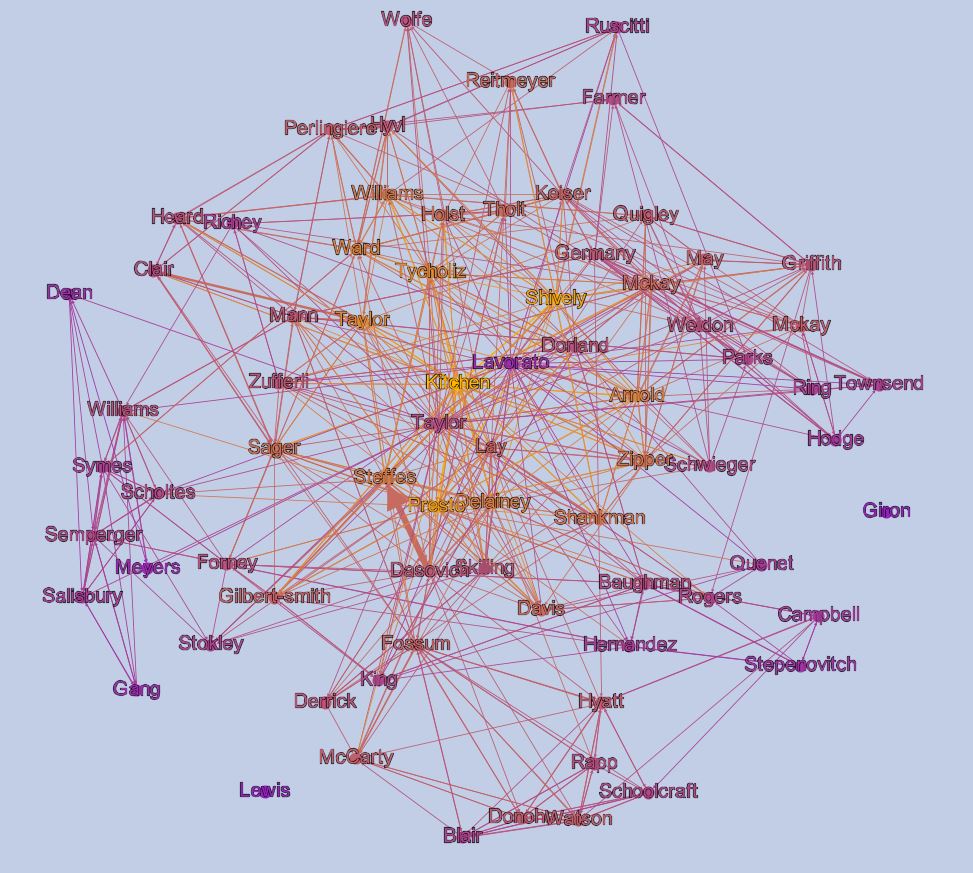 Wolfe
Ruscitti
Reitmeyer
Farmer
Perlingiere
Hyvl
Williams
Keiser
Holst
Tholt
Quigley
Heard
Richey
Ward
Germany
May
Griffith
Clair
Tycholiz
Mckay
Dean
Shively
Mann
Taylor
Weldon
Mckay
Dorland
Parks
Lavorato
Zufferli
Kitchen
Ring
Townsend
Arnold
Williams
Taylor
Hodge
Sager
Lay
Symes
Zipper
Schwieger
Steffes
Scholtes
Presto
Delainey
Giron
Shankman
Semperger
Forney
Quenet
Meyers
Dasovich
Skilling
Baughman
Salisbury
Gilbert-smith
Rogers
Davis
Campbell
Stokley
Fossum
Hernandez
Stepenovitch
King
Gang
Derrick
Hyatt
McCarty
Rapp
Lewis
Schoolcraft
Watson
Blair